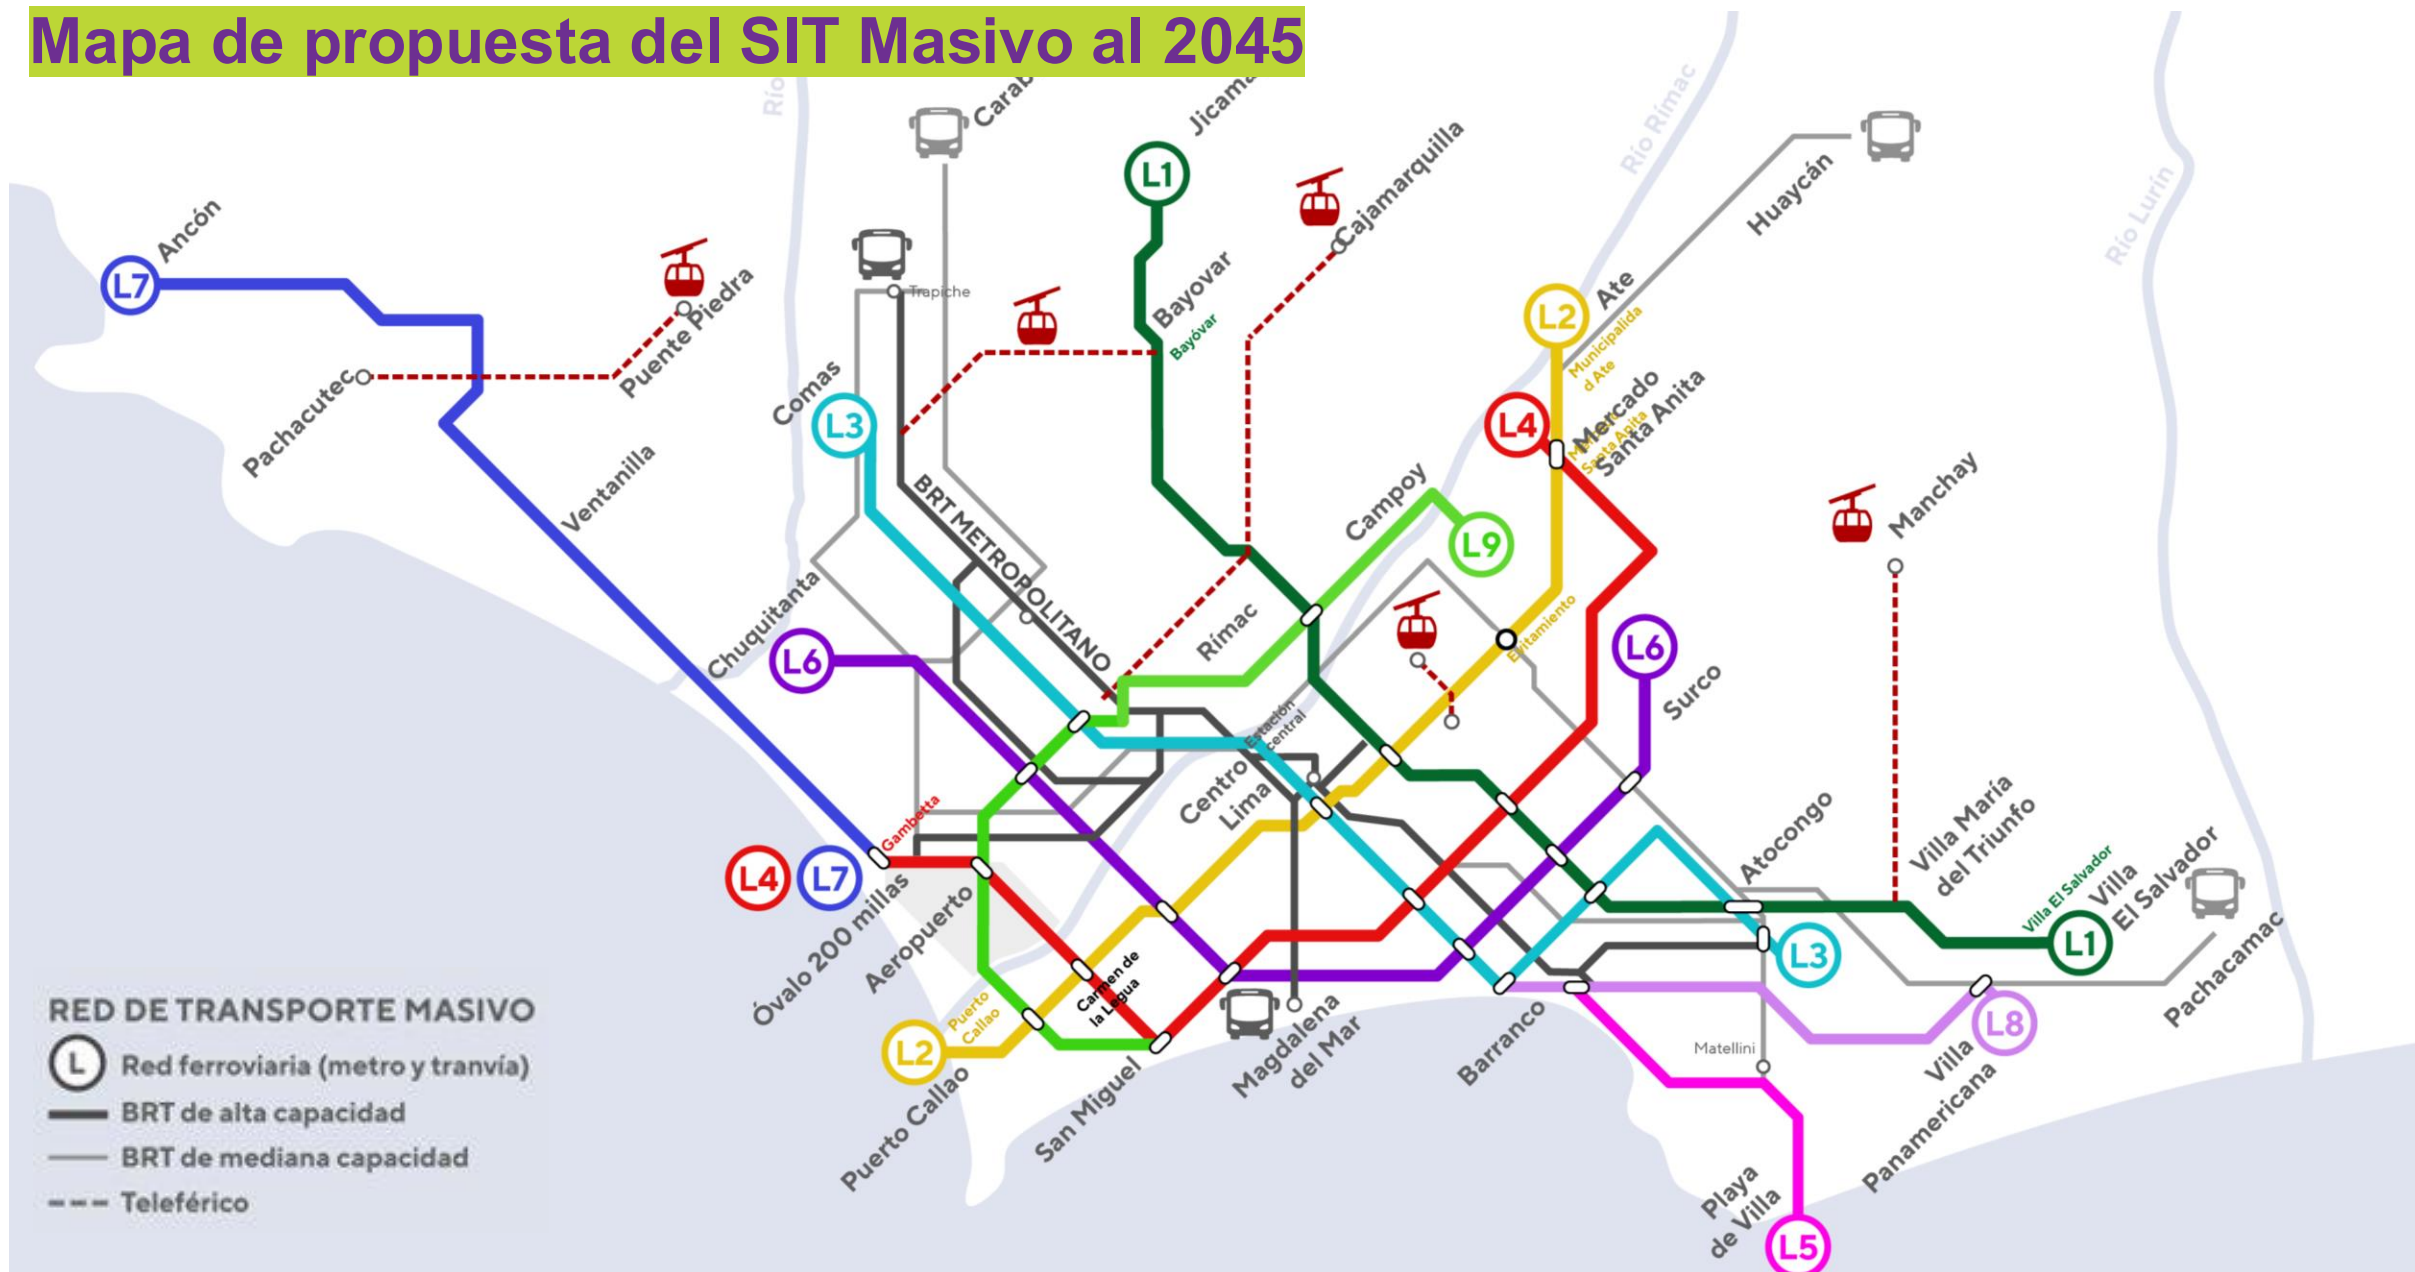 Mapa de propuesta del SIT Masivo al 2045
Río
Río Rímac
Río Lurín
L1
Cajamarquilla
Huaycán
Ancón
L7
Puente Piedra
Pachacutec
Trapiche
Bayovar
Bayóvar
L2
Ate
Municipalida
d Ate
Comas
L3
L4
Mercado
Santa Anita
Ventanilla
BRT METROPOLITANO
Campoy
L9
Manchay
Chuquitanta
L6
Rímac
Evitamiento
L6
Surco
Estación
central
Centro
Lima
Gambetta
L4
L7
Óvalo 200 millas
Aeropuerto
Atocongo
Villa María
del Triunfo
Villa El Salvador
Villa
El Salvador
L1
L3
Pachacamac
Carmen de
la Legua
Puerto
Callao
L2
Puerto Callao
San Miguel
Magdalena
del Mar
Barranco
Matellini
L8
Villa
Panamericana
Playa
de Villa
L5
RED DE TRANSPORTE MASIVO
L
Red ferroviaria (metro y tranvía)
BRT de alta capacidad
BRT de mediana capacidad
Teleférico